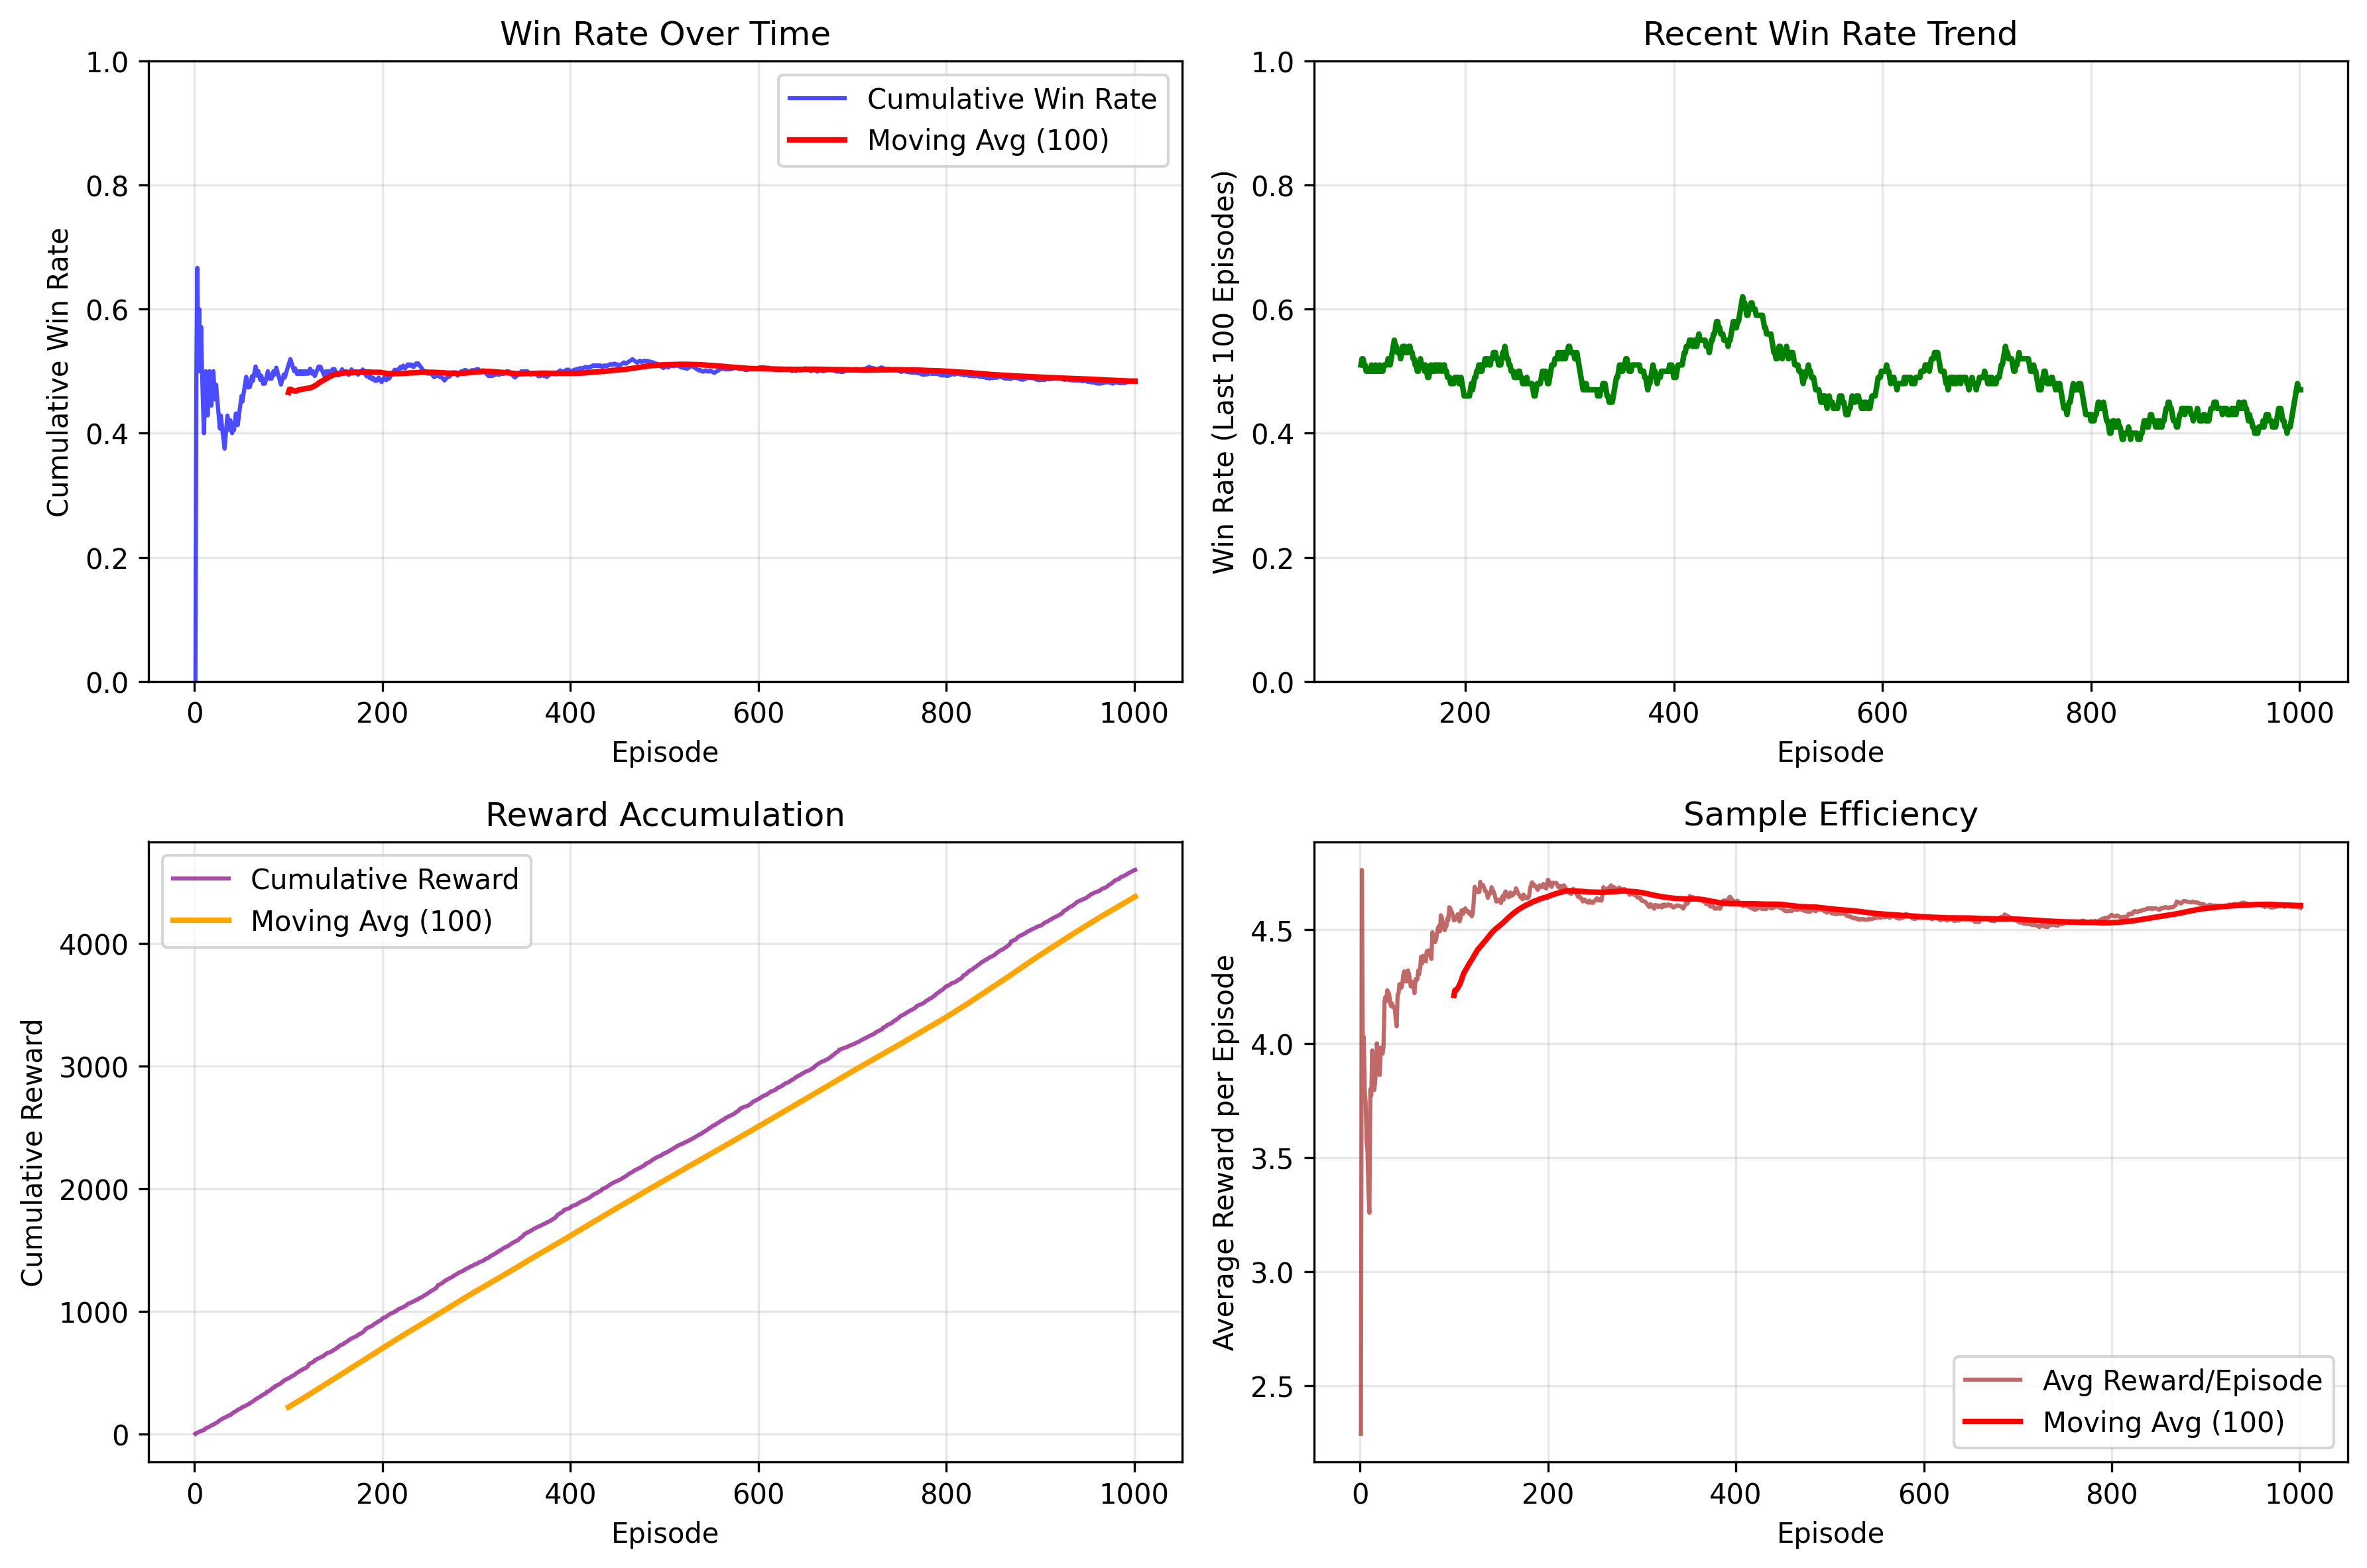 Win Rate Over Time
Cumulative Win Rate
1.0
0.8
0.6
0.4
0.2
0.0
Cumulative Win Rate
Moving Avg (100)
0 200 400 600 800 1000
Episode
Recent Win Rate Trend
Win Rate (Last 100 Episodes)
1.0
0.8
0.6
0.4
0.2
0.0
200 400 600 800 1000
Episode
Reward Accumulation
Cumulative Reward
Cumulative Reward
Moving Avg (100)
4000
3000
2000
1000
0
0 200 400 600 800 1000
Episode
Sample Efficiency
Average Reward per Episode
4.5
4.0
3.5
3.0
2.5
Avg Reward/Episode
Moving Avg (100)
0 200 400 600 800 1000
Episode